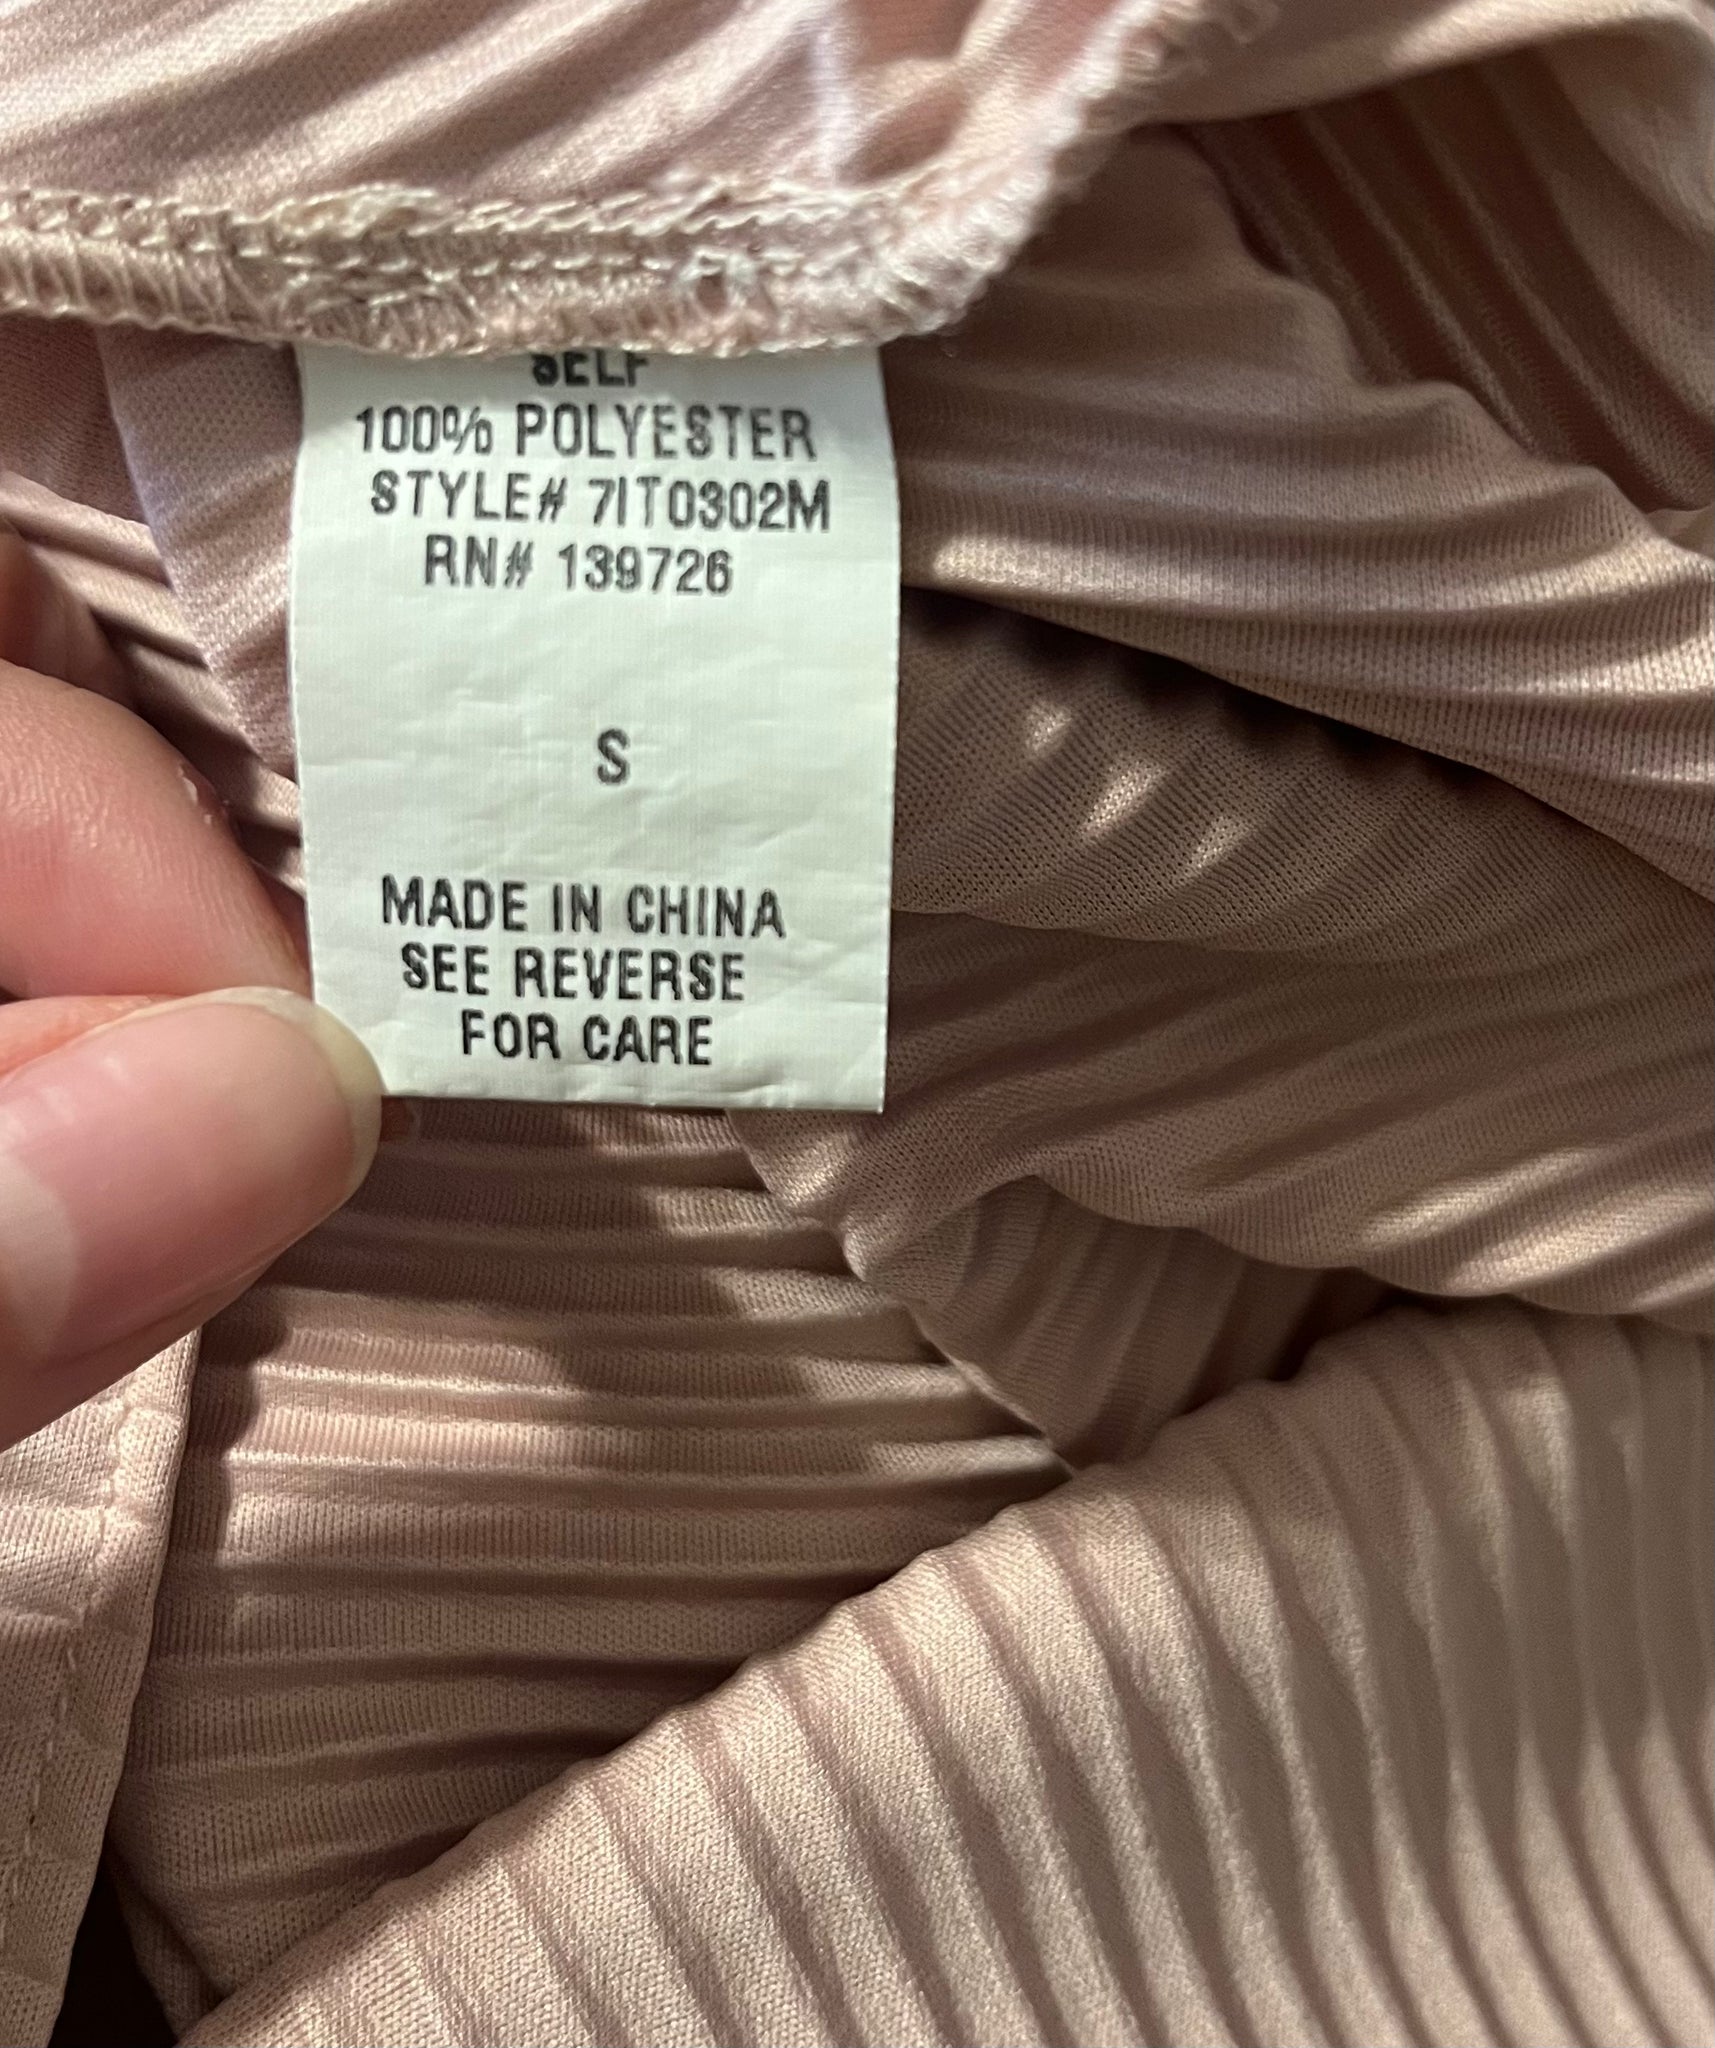 SELF
100% POLYESTER
STYLE# 7IT0302M
RN# 139726
S
MADE IN CHINA
SEE REVERSE
FOR CARE